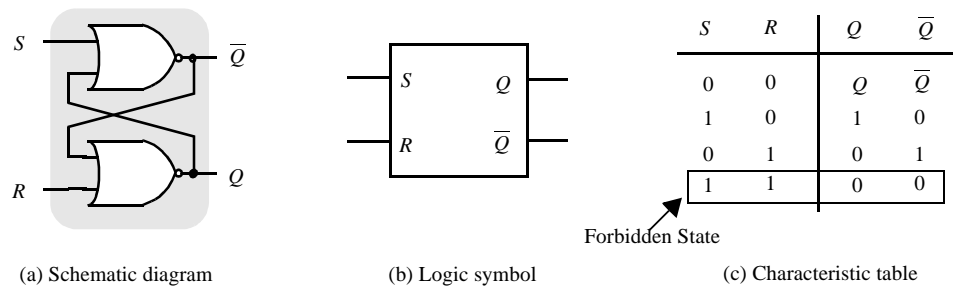 S
R
Q̅
Q
S
R
Q
Q̅
S R Q Q̅
0 0 Q Q̅
1 0 1 0
0 1 0 1
1 1 0 0
Forbidden State
(a) Schematic diagram
(b) Logic symbol
(c) Characteristic table